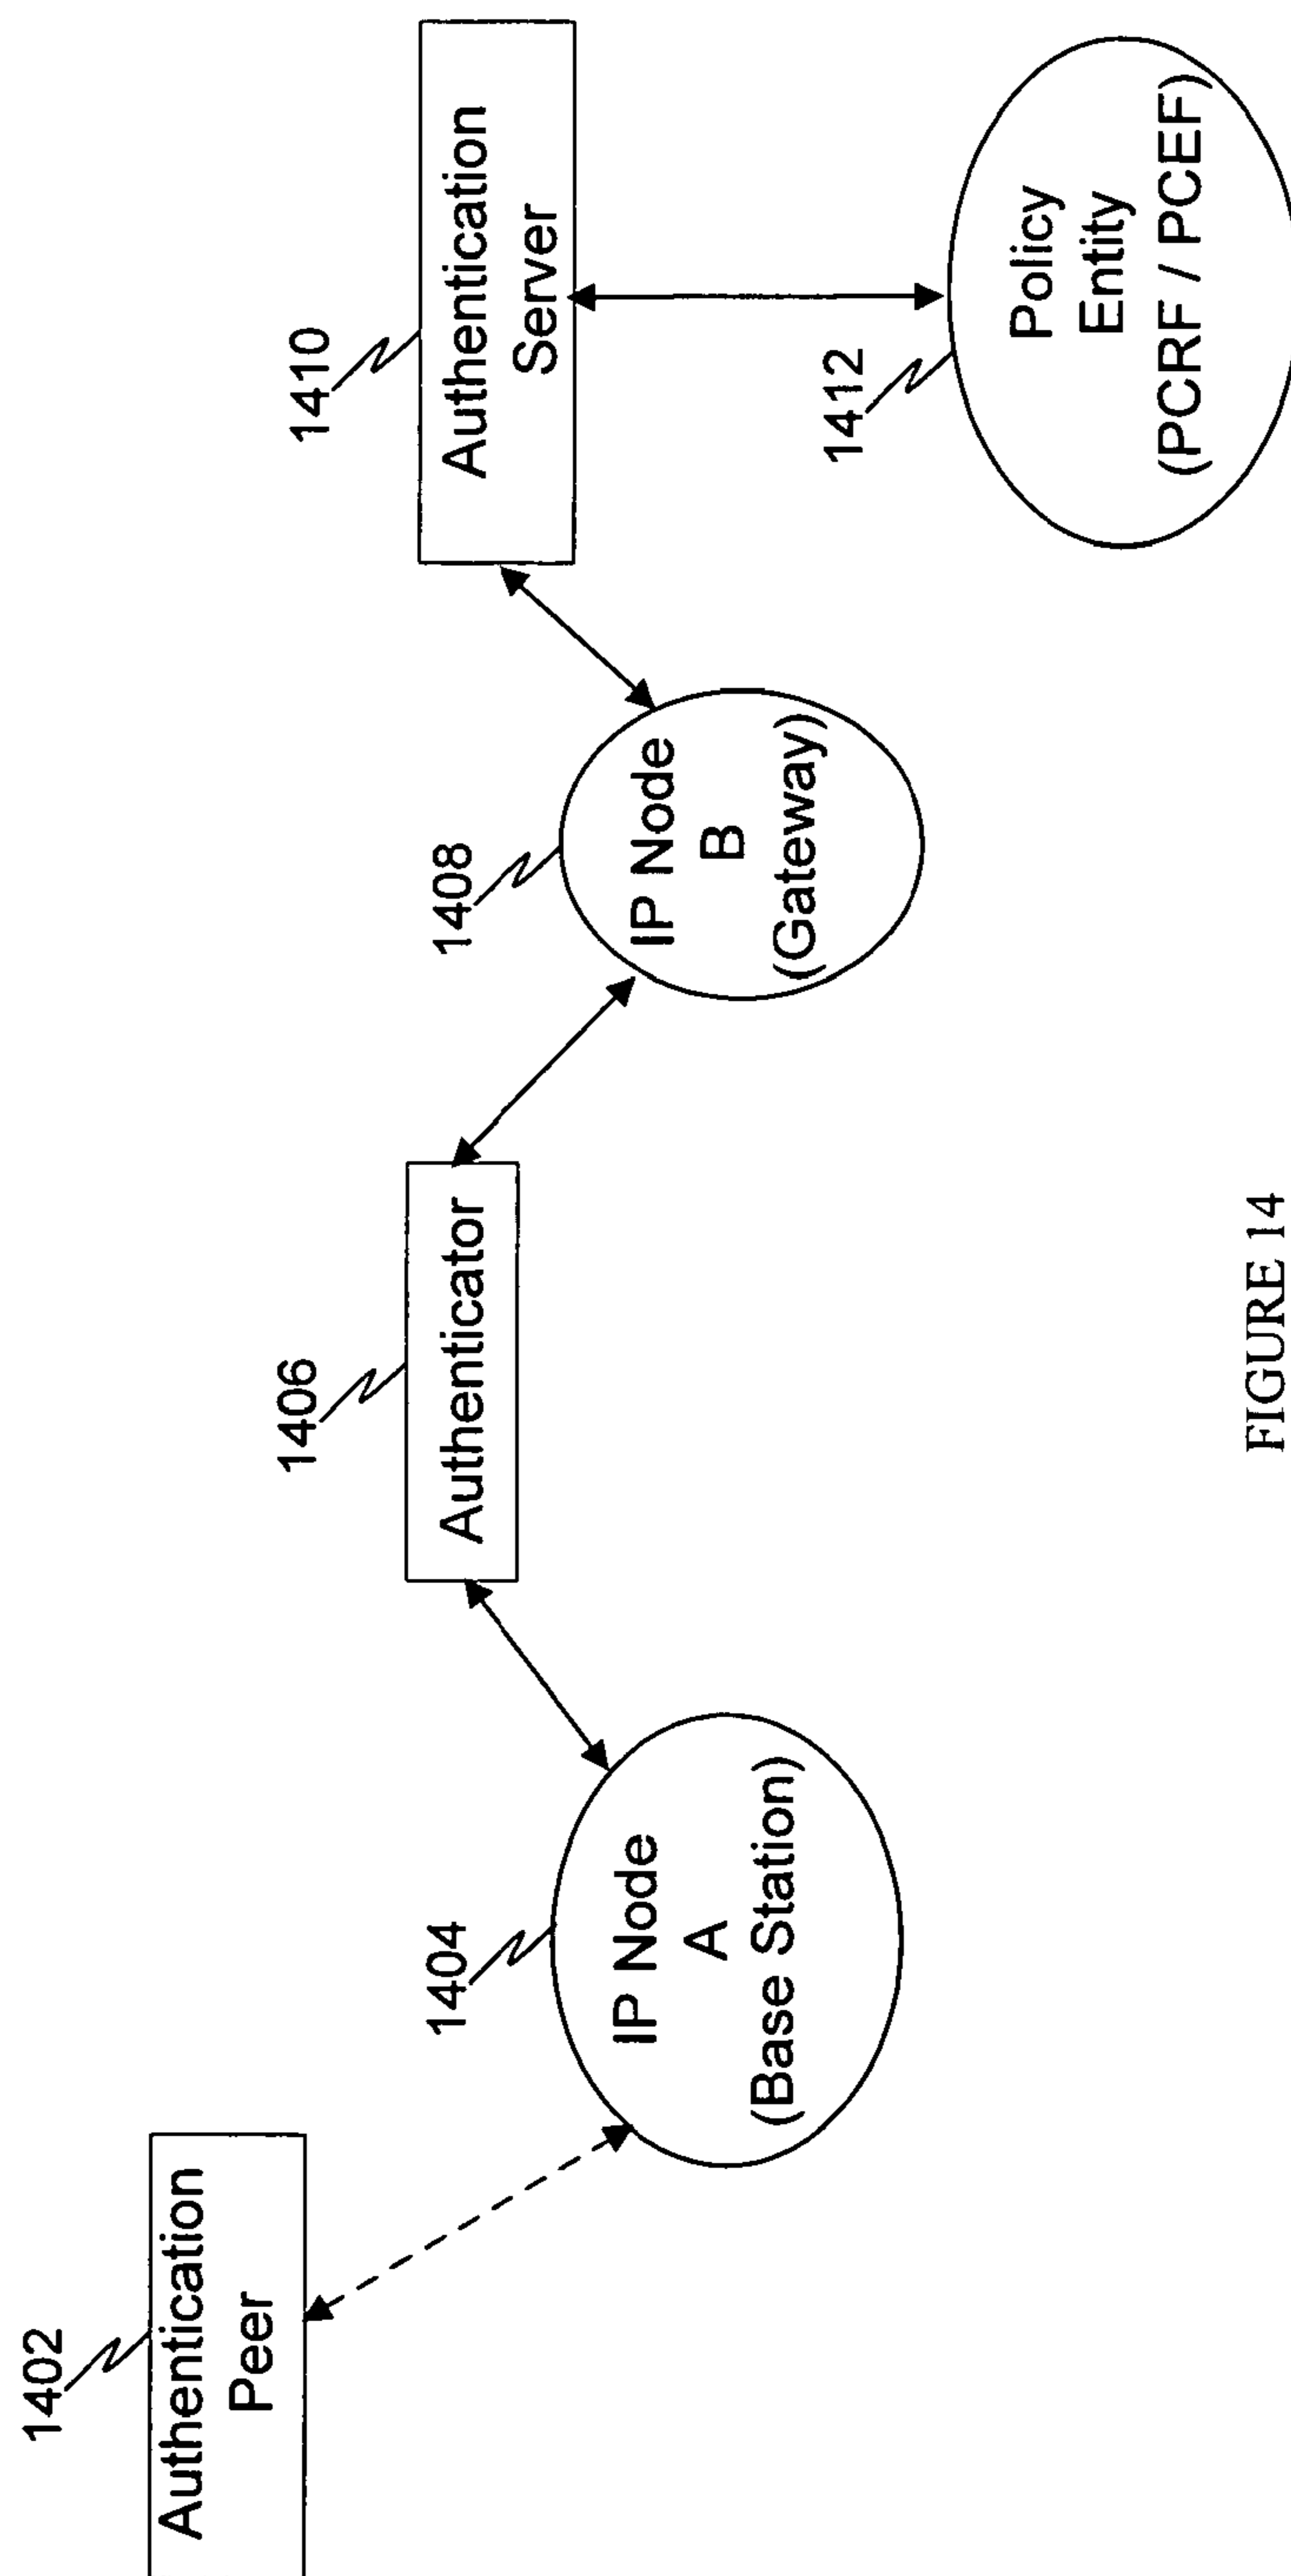 1402
Authentication
Peer
1404
IP Node
A
(Base Station)
1406
Authenticator
1408
IP Node
B
(Gateway)
1410
Authentication
Server
1412
Policy
Entity
(PCRF / PCEF)
FIGURE 14